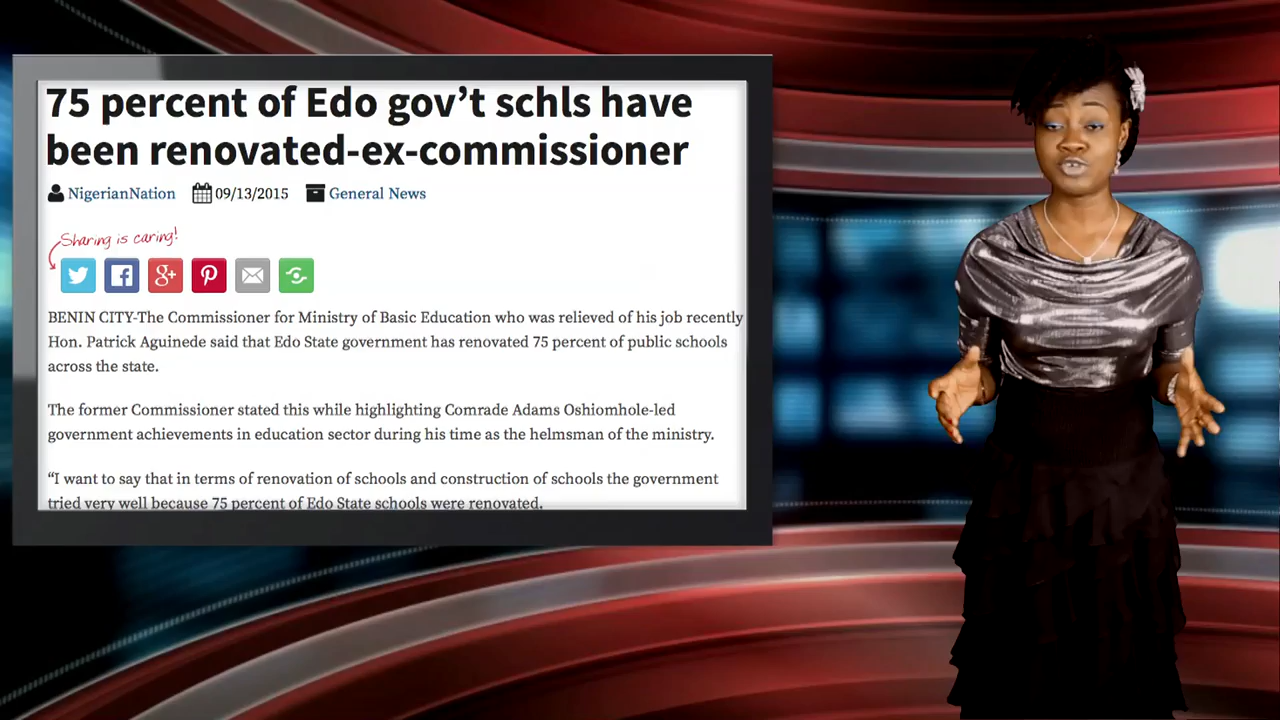 75 percent of Edo gov’t schls have
been renovated-ex-commissioner
NigerianNation 09/13/2015 General News
Sharing is caring!
BENIN CITY-The Commissioner for Ministry of Basic Education who was relieved of his job recently
Hon. Patrick Aguinede said that Edo State government has renovated 75 percent of public schools
across the state.
The former Commissioner stated this while highlighting Comrade Adams Oshiomhole-led
government achievements in education sector during his time as the helmsman of the ministry.
“I want to say that in terms of renovation of schools and construction of schools the government
tried very well because 75 percent of Edo State schools were renovated.